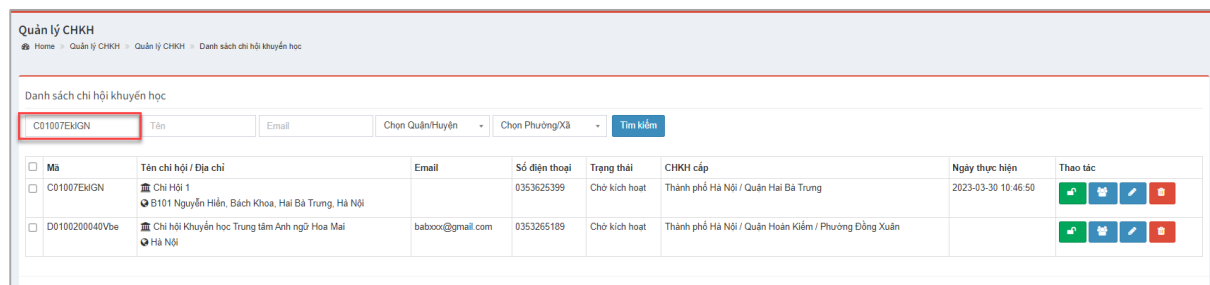 Quản lý CHKH
Home » Quản lý CHKH » Quản lý CHKH » Danh sách chi hội khuyến học
Danh sách chi hội khuyến học
C01007EkIGN Tên Email Chọn Quận/Huyện Chọn Phường/Xã Tìm kiếm
Mã Tên chi hội / Địa chỉ Email Số điện thoại Trạng thái CHKH cấp Ngày thực hiện Thao tác
C01007EkIGN Chi Hội 1 0353625399 Chờ kích hoạt Thành phố Hà Nội / Quận Hai Bà Trưng 2023-03-30 10:46:50
B101 Nguyễn Hiền, Bách Khoa, Hai Bà Trưng, Hà Nội
D0100200040Vbe Chi hội Khuyến học Trung tâm Anh ngữ Hoa Mai babxxx@gmail.com 0353265189 Chờ kích hoạt Thành phố Hà Nội / Quận Hoàn Kiếm / Phường Đồng Xuân
Hà Nội